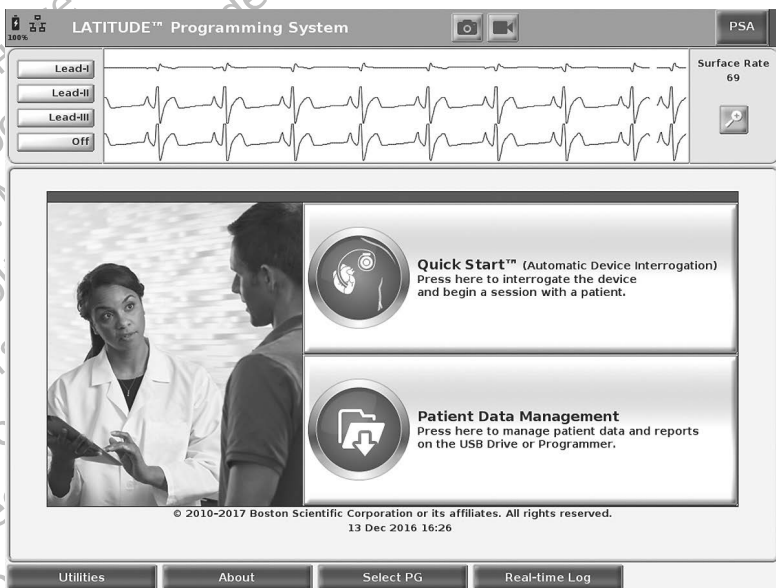 100%
LATITUDE™ Programming System
PSA
Lead-I
Lead-II
Lead-III
Off
Surface Rate
69
Quick Start™ (Automatic Device Interrogation)
Press here to interrogate the device
and begin a session with a patient.
Patient Data Management
Press here to manage patient data and reports
on the USB Drive or Programmer.
© 2010-2017 Boston Scientific Corporation or its affiliates. All rights reserved.
13 Dec 2016 16:26
Utilities
About
Select PG
Real-time Log